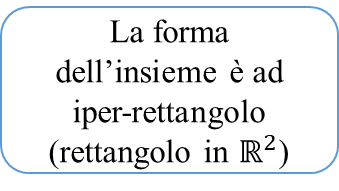 La forma
dell’insieme è ad
iper-rettangolo
(rettangolo in ℝ²)